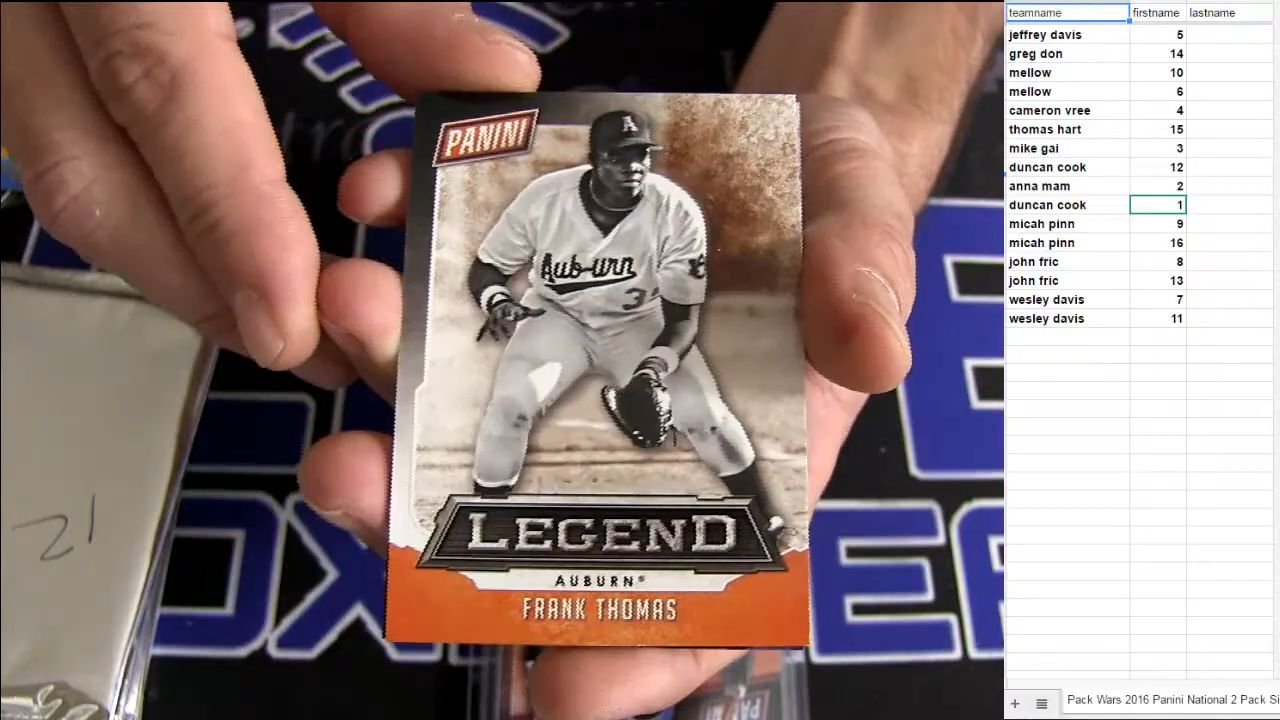 PANINI
A
Aub-urn
3
LEGEND
AUBURN®
FRANK THOMAS
21
teamname firstname lastname
jeffrey davis 5
greg don 14
mellow 10
mellow 6
cameron vree 4
thomas hart 15
mike gai 3
duncan cook 12
anna mam 2
duncan cook 1
micah pinn 9
micah pinn 16
john fric 8
john fric 13
wesley davis 7
wesley davis 11
Pack Wars 2016 Panini National 2 Pack Si